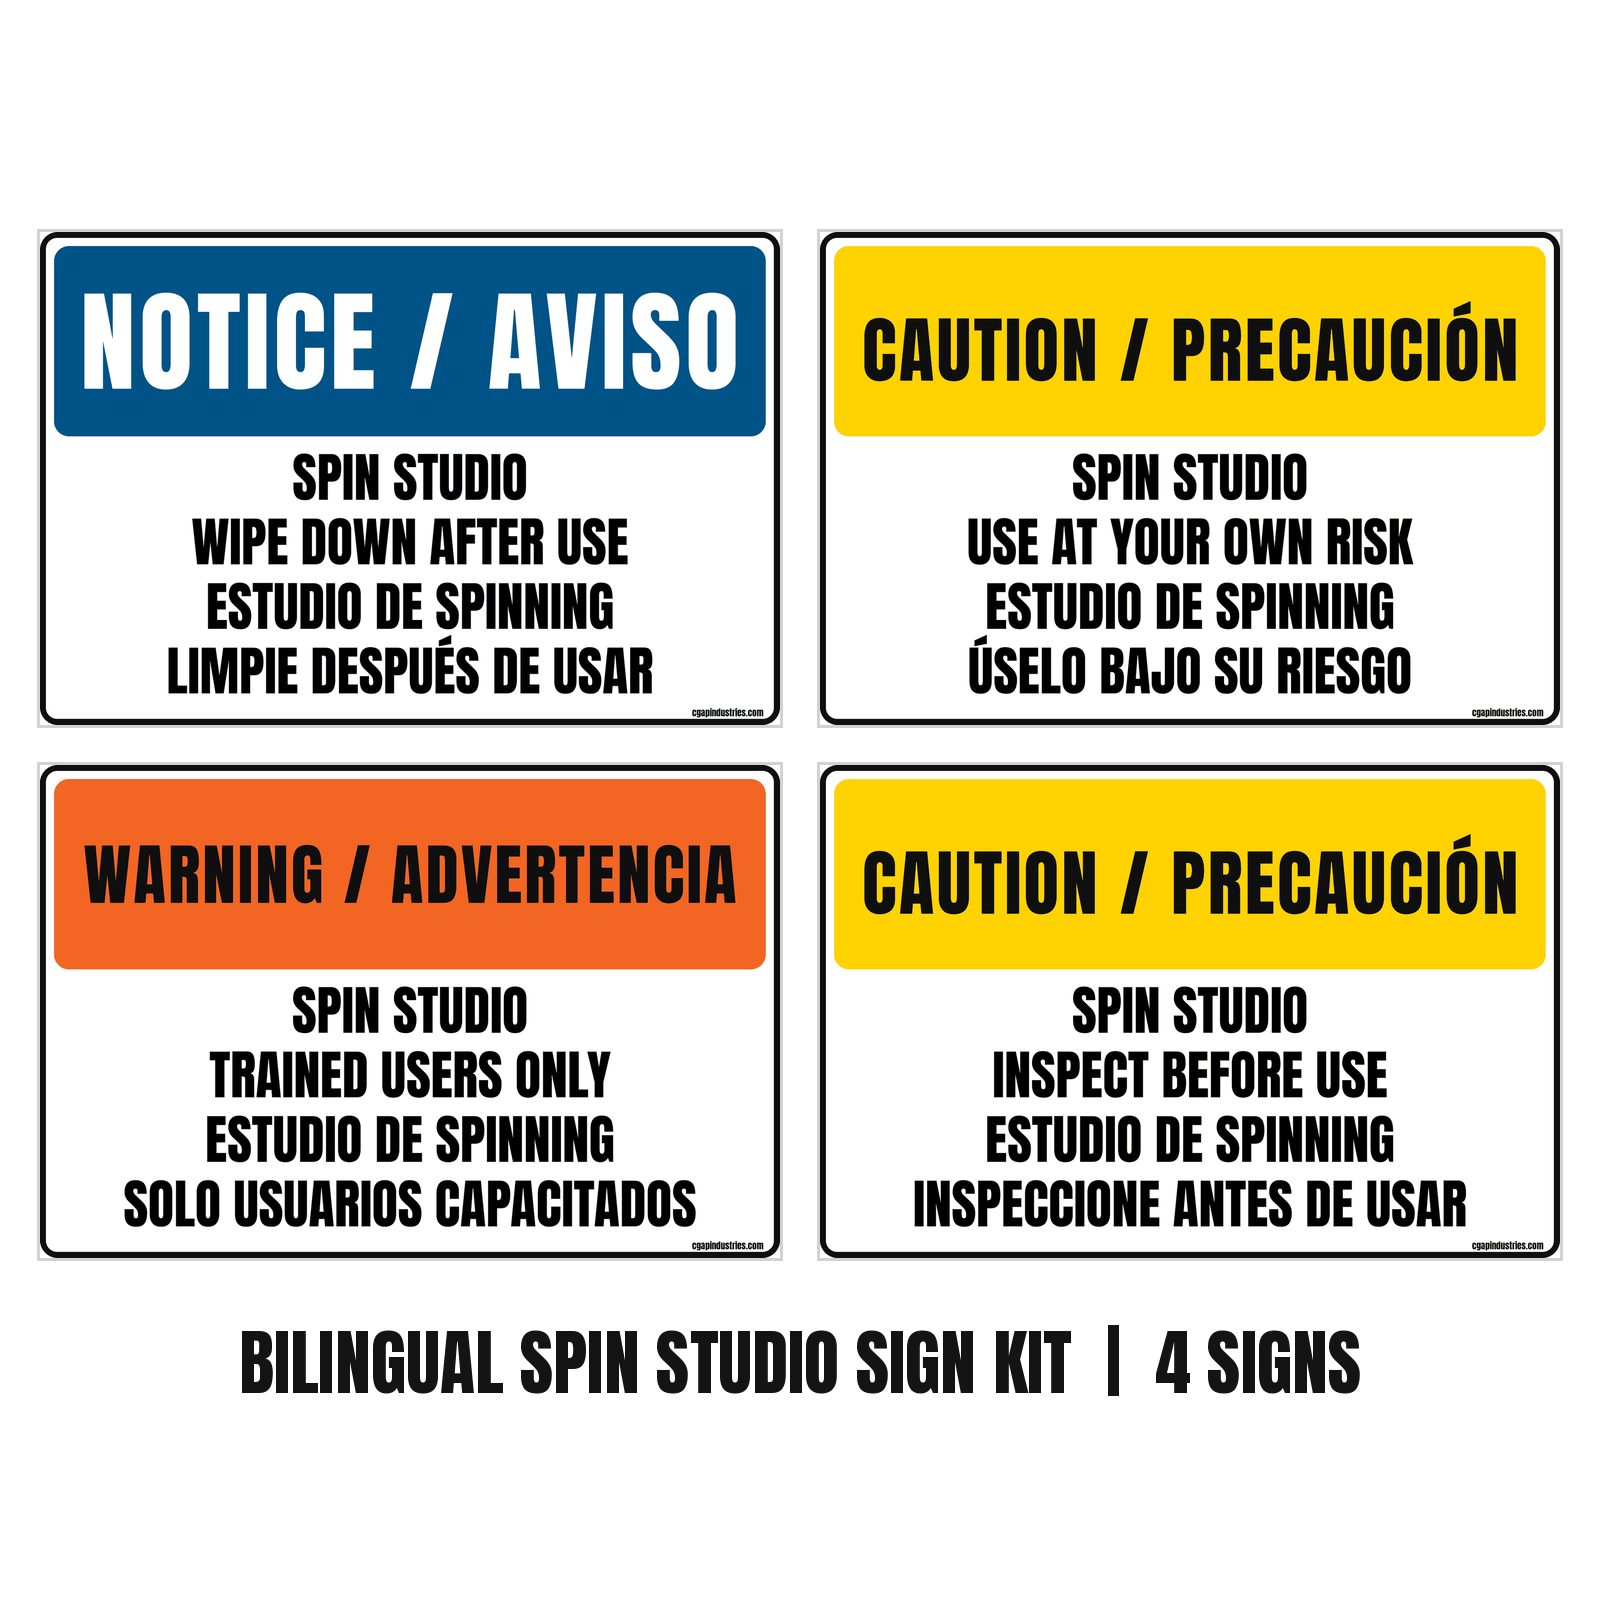 NOTICE / AVISO
SPIN STUDIO
WIPE DOWN AFTER USE
ESTUDIO DE SPINNING
LIMPIE DESPUÉS DE USAR
cgapindustries.com
CAUTION / PRECAUCIÓN
SPIN STUDIO
USE AT YOUR OWN RISK
ESTUDIO DE SPINNING
ÚSELO BAJO SU RIESGO
cgapindustries.com
WARNING / ADVERTENCIA
SPIN STUDIO
TRAINED USERS ONLY
ESTUDIO DE SPINNING
SOLO USUARIOS CAPACITADOS
cgapindustries.com
CAUTION / PRECAUCIÓN
SPIN STUDIO
INSPECT BEFORE USE
ESTUDIO DE SPINNING
INSPECCIONE ANTES DE USAR
cgapindustries.com
BILINGUAL SPIN STUDIO SIGN KIT | 4 SIGNS